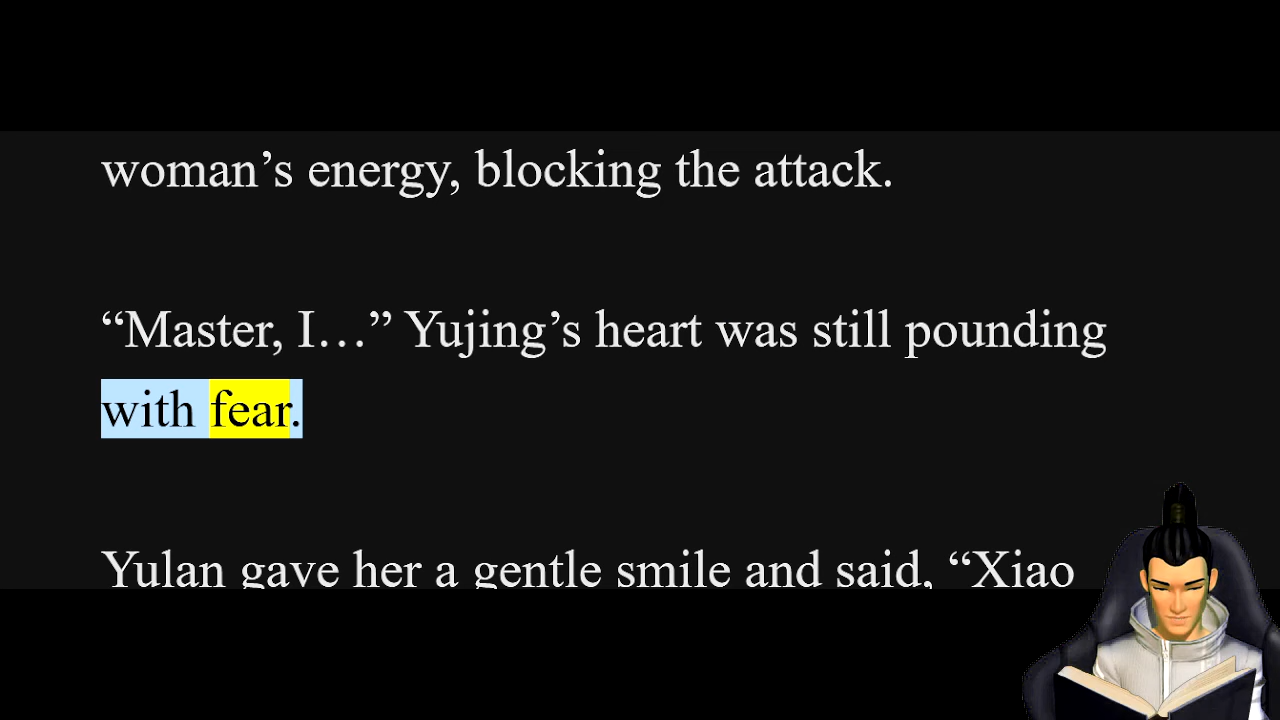 woman’s energy, blocking the attack.
“Master, I…” Yujing’s heart was still pounding
with fear.
Yulan gave her a gentle smile and said, “Xiao